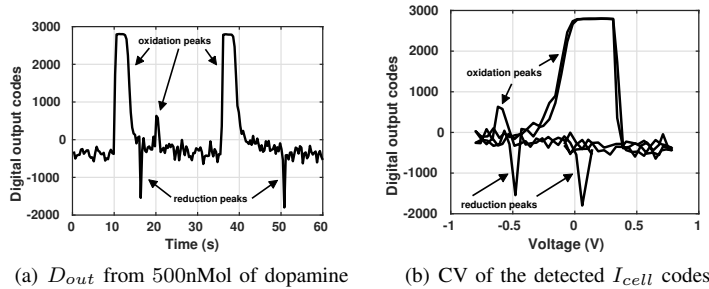 3000
2000
1000
0
-1000
-2000
Digital output codes
oxidation peaks
reduction peaks
0
10
20
30
40
50
60
Time (s)
(a) D_out from 500nMol of dopamine
3000
2000
1000
0
-1000
-2000
Digital output codes
oxidation peaks
reduction peaks
-1
-0.5
0
0.5
1
Voltage (V)
(b) CV of the detected I_cell codes